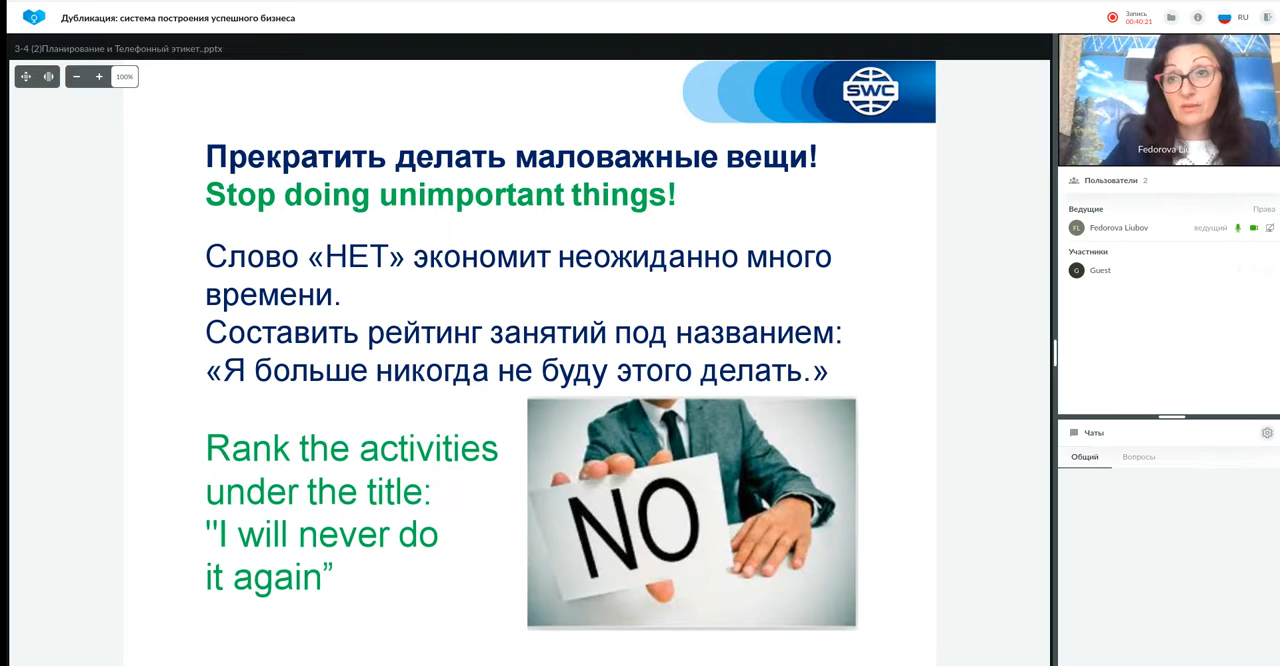 Дубликация: система построения успешного бизнеса
Запись
00:40:21
RU
3-4 (2)Планирование и Телефонный этикет..pptx
100%
SWC
Прекратить делать маловажные вещи!
Stop doing unimportant things!
Слово «НЕТ» экономит неожиданно много
времени.
Составить рейтинг занятий под названием:
«Я больше никогда не буду этого делать.»
Rank the activities
under the title:
"I will never do
it again”
NO
Fedorova
Пользователи 2
Ведущие
Права
FL
Fedorova Liubov
ведущий
Участники
G
Guest
Чаты
Общий
Вопросы